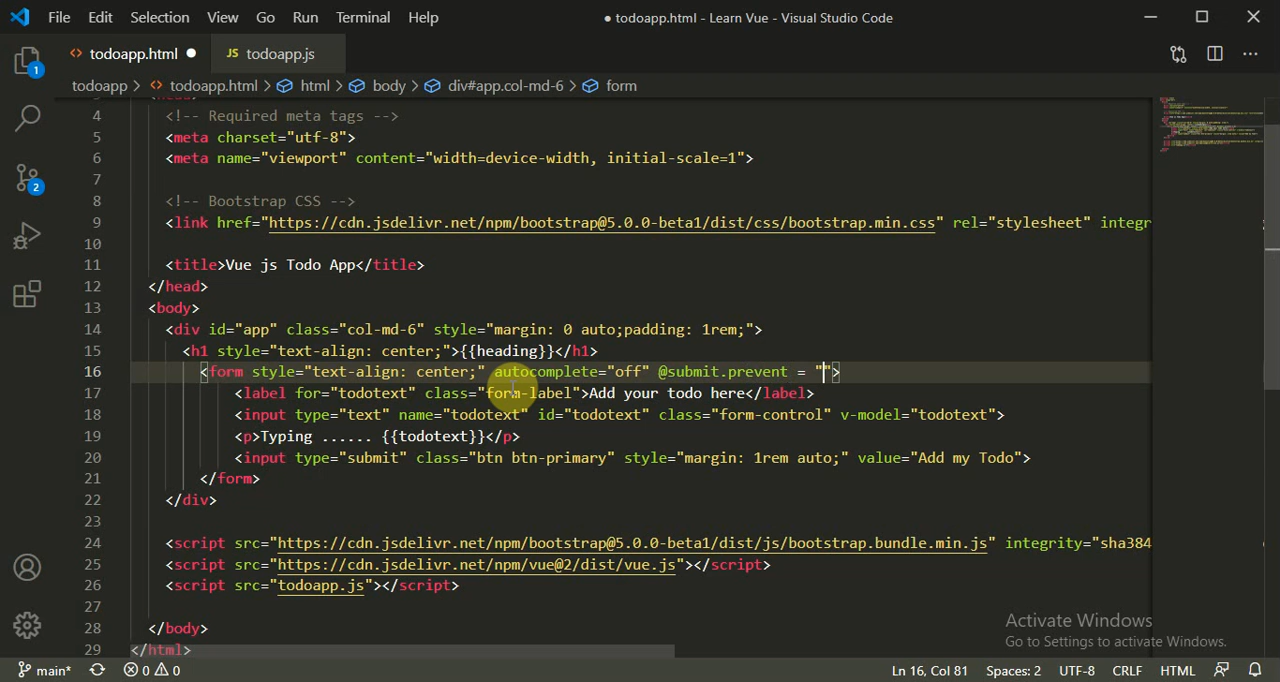 File Edit Selection View Go Run Terminal Help ● todoapp.html - Learn Vue - Visual Studio Code
<> todoapp.html ● JS todoapp.js
todoapp > <> todoapp.html > html > body > div#app.col-md-6 > form
4 <!-- Required meta tags -->
5 <meta charset="utf-8">
6 <meta name="viewport" content="width=device-width, initial-scale=1">
7
8 <!-- Bootstrap CSS -->
9 <link href="https://cdn.jsdelivr.net/npm/bootstrap@5.0.0-beta1/dist/css/bootstrap.min.css" rel="stylesheet" integr
10
11 <title>Vue js Todo App</title>
12 </head>
13 <body>
14 <div id="app" class="col-md-6" style="margin: 0 auto;padding: 1rem;">
15 <h1 style="text-align: center;">{{heading}}</h1>
16 <form style="text-align: center;" autocomplete="off" @submit.prevent = "">
17 <label for="todotext" class="form-label">Add your todo here</label>
18 <input type="text" name="todotext" id="todotext" class="form-control" v-model="todotext">
19 <p>Typing ...... {{todotext}}</p>
20 <input type="submit" class="btn btn-primary" style="margin: 1rem auto;" value="Add my Todo">
21 </form>
22 </div>
23
24 <script src="https://cdn.jsdelivr.net/npm/bootstrap@5.0.0-beta1/dist/js/bootstrap.bundle.min.js" integrity="sha384
25 <script src="https://cdn.jsdelivr.net/npm/vue@2/dist/vue.js"></script>
26 <script src="todoapp.js"></script>
27
28 </body>
29 </html>
1
2
Activate Windows
Go to Settings to activate Windows.
main* 0 0 Ln 16, Col 81 Spaces: 2 UTF-8 CRLF HTML